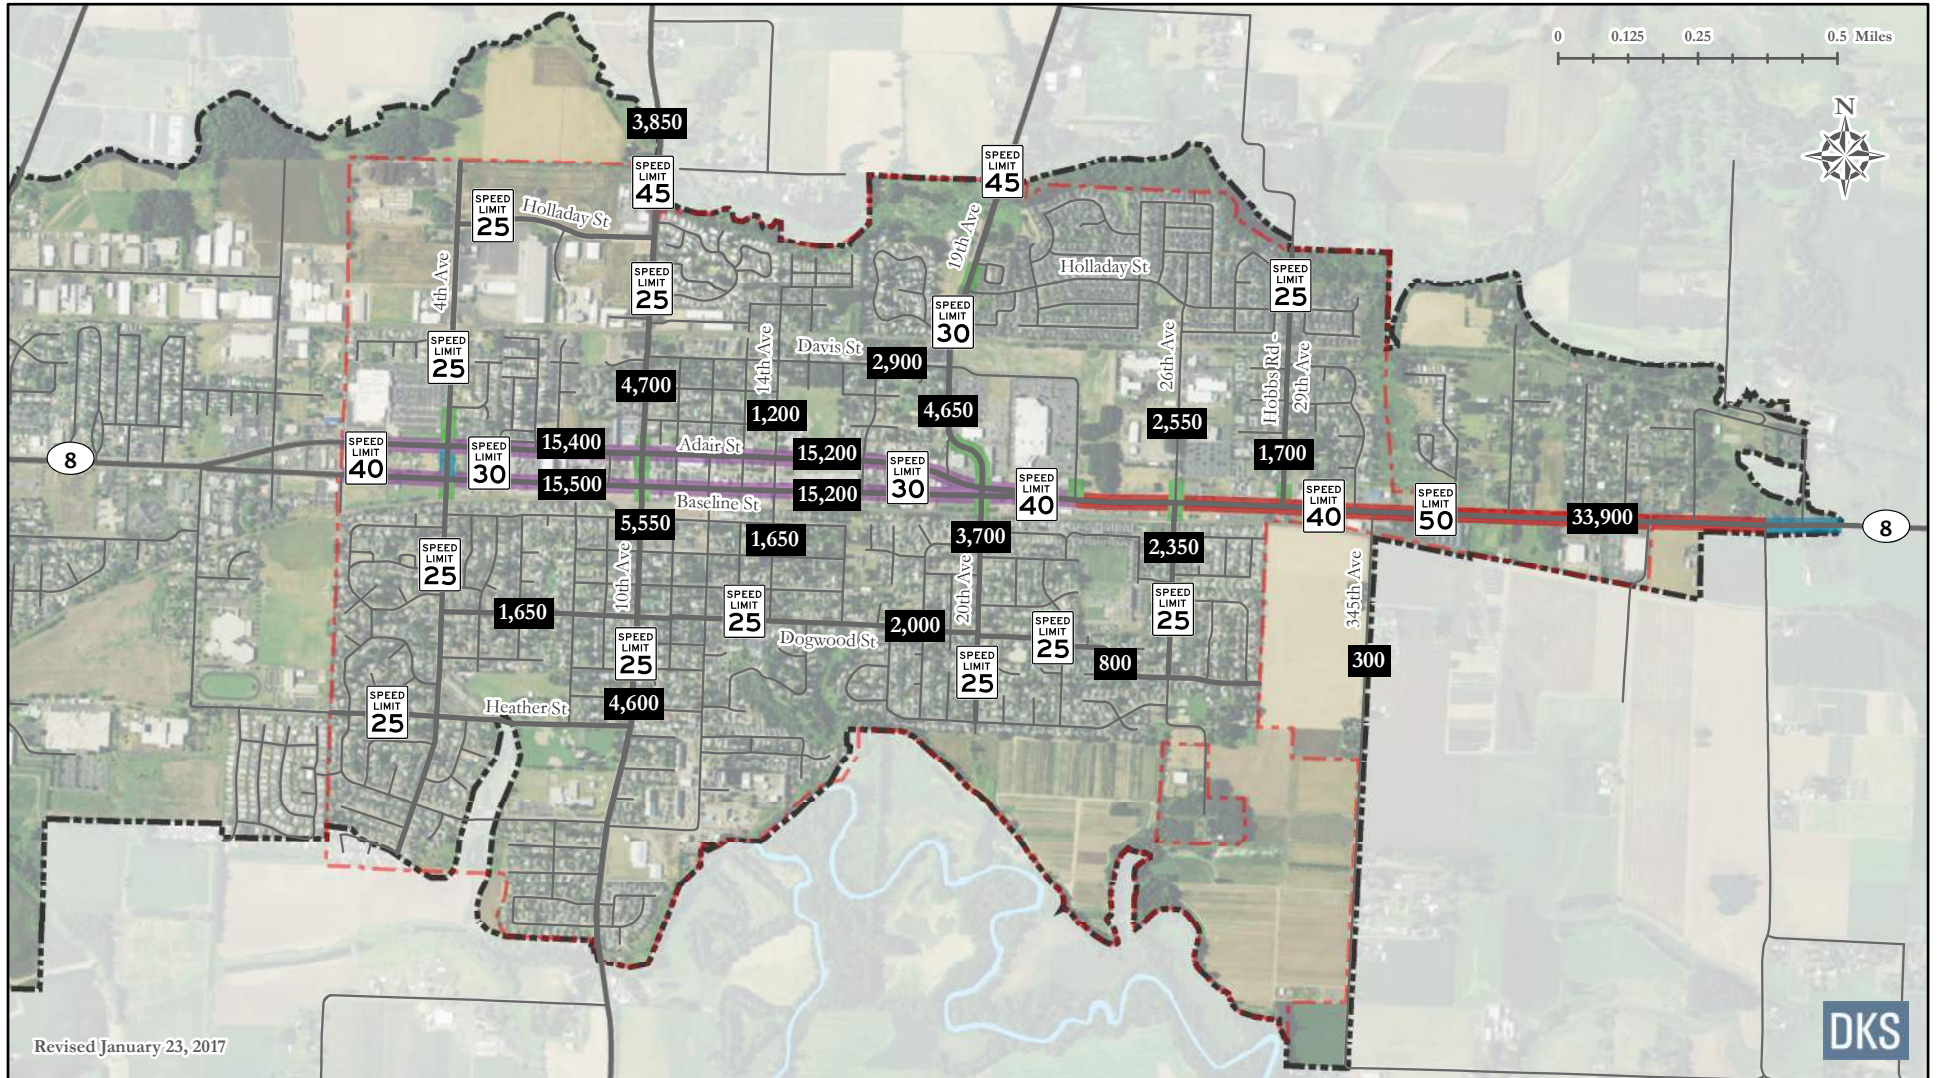 0 0.125 0.25 0.5 Miles
N
3,850
SPEED
LIMIT
45
SPEED
LIMIT
45
SPEED
LIMIT
25
Holladay St
19th Ave
Holladay St
4th Ave
SPEED
LIMIT
25
SPEED
LIMIT
25
SPEED
LIMIT
30
SPEED
LIMIT
25
14th Ave
Davis St
2,900
26th Ave
Hobbs Rd -
29th Ave
4,700
1,200
4,650
2,550
8
SPEED
LIMIT
40
SPEED
LIMIT
30
15,400
Adair St
15,200
SPEED
LIMIT
30
1,700
15,500
Baseline St
15,200
SPEED
LIMIT
40
SPEED
LIMIT
40
SPEED
LIMIT
50
33,900
8
5,550
1,650
3,700
2,350
SPEED
LIMIT
25
10th Ave
20th Ave
345th Ave
1,650
SPEED
LIMIT
25
Dogwood St
2,000
SPEED
LIMIT
25
SPEED
LIMIT
25
SPEED
LIMIT
25
SPEED
LIMIT
25
800
300
SPEED
LIMIT
25
Heather St
4,600
Revised January 23, 2017
DKS